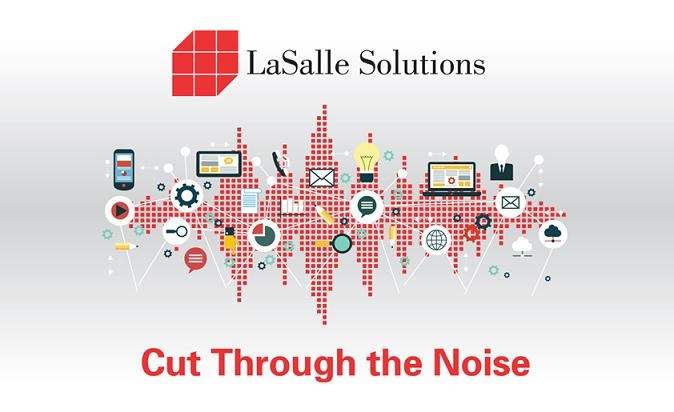 LaSalle Solutions
Cut Through the Noise